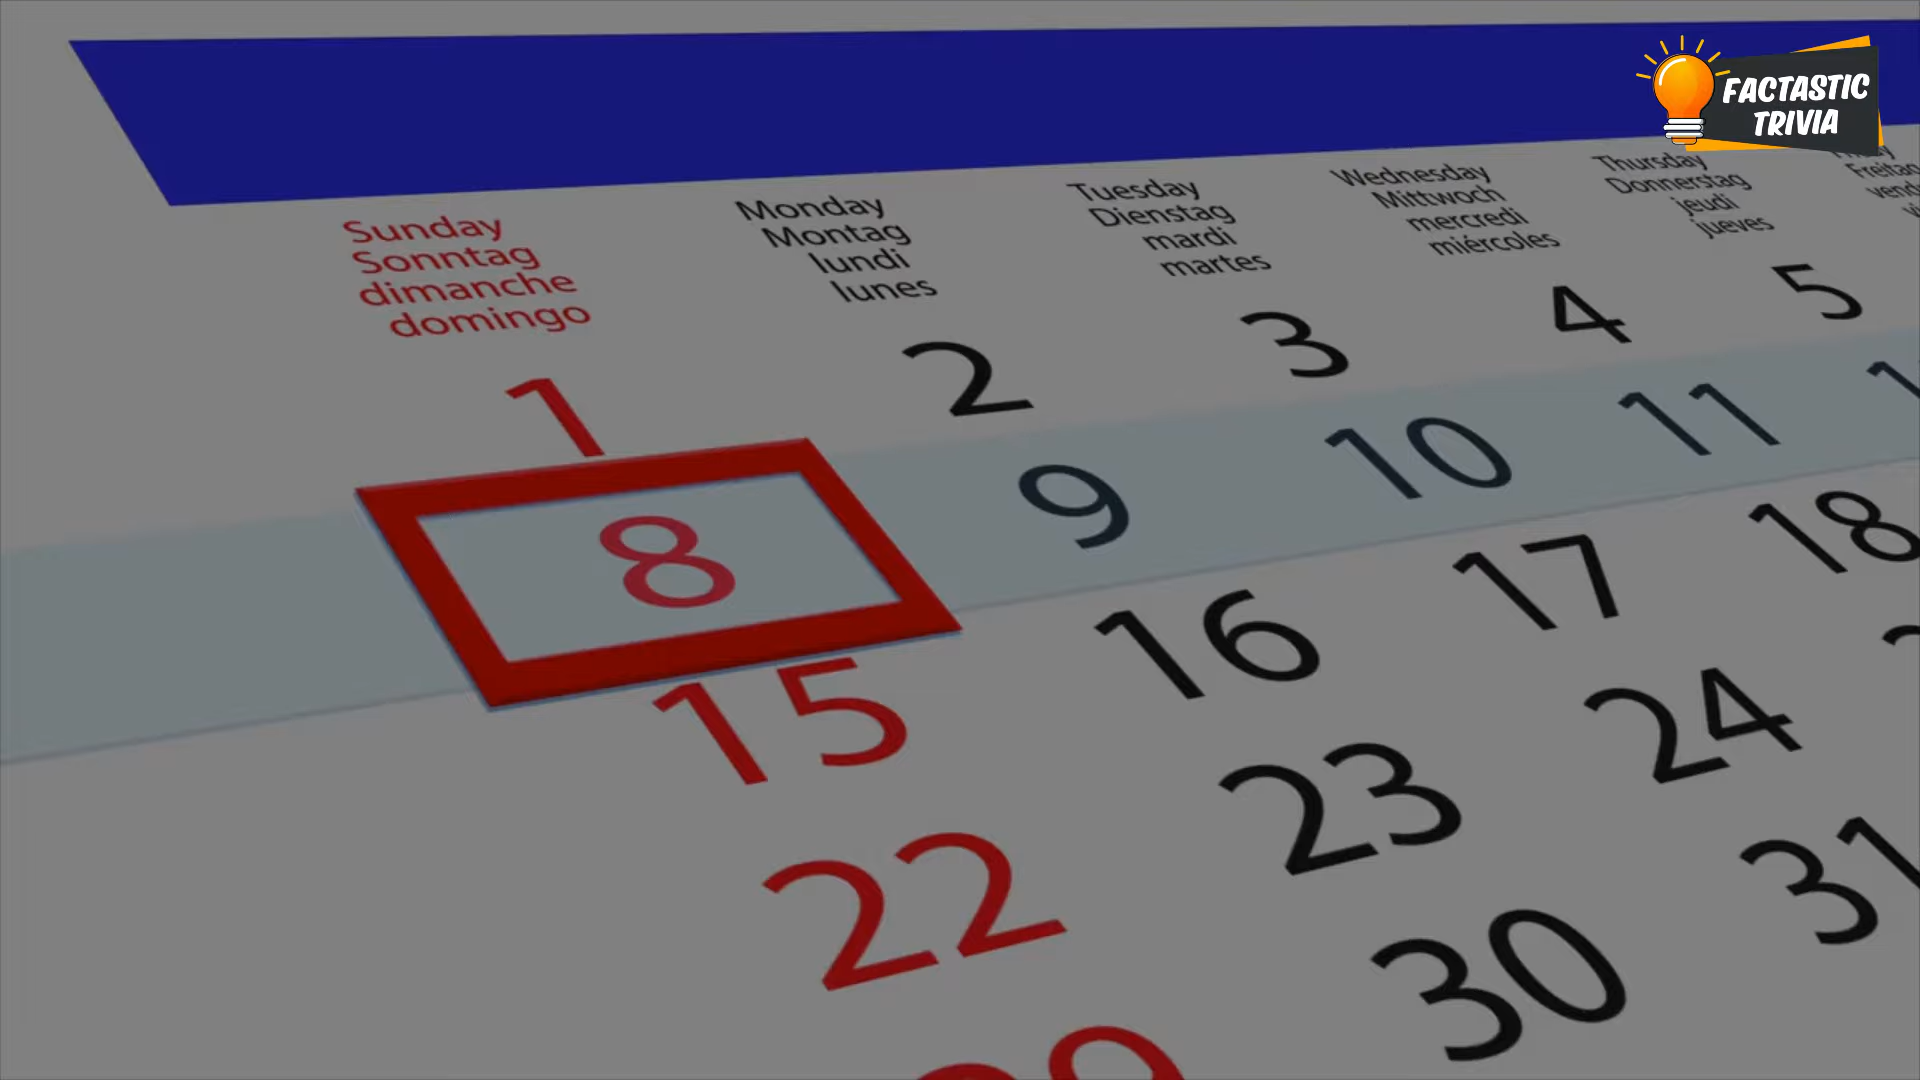 FACTASTIC
TRIVIA
Sunday
Sonntag
dimanche
domingo
Monday
Montag
lundi
lunes
Tuesday
Dienstag
mardi
martes
Wednesday
Mittwoch
mercredi
miércoles
Thursday
Donnerstag
jeudi
jueves
Freitag
1 2 3 4 5
8 9 10 11
15 16 17 18
22 23 24
30 31